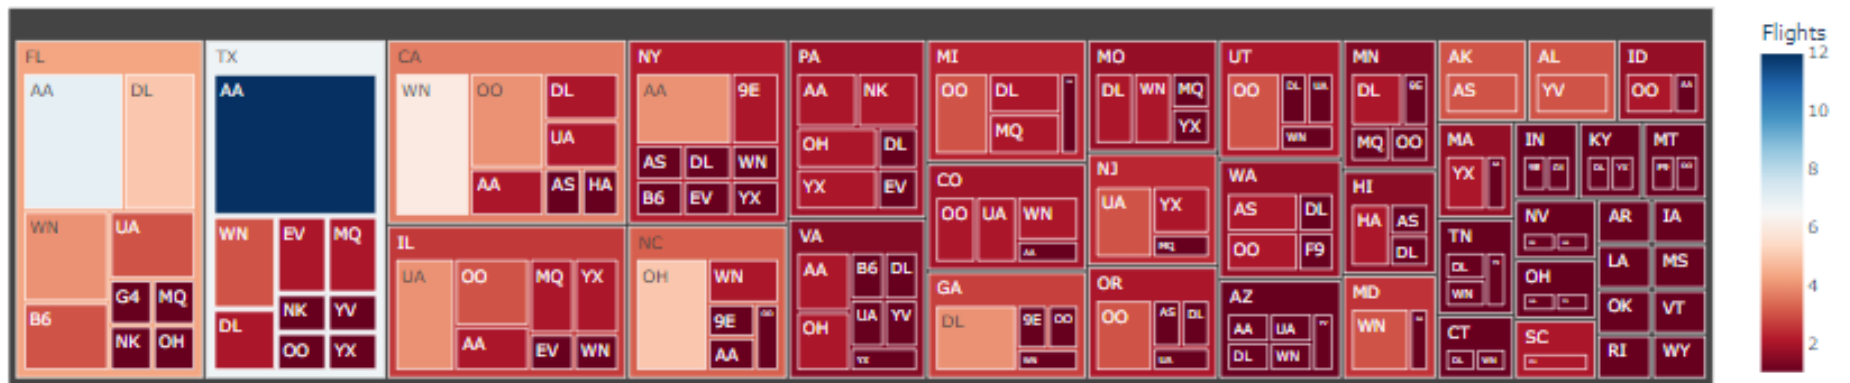 FL
AA
DL
WN
UA
G4
MQ
B6
NK
OH
TX
AA
WN
EV
MQ
DL
NK
YV
OO
YX
CA
WN
OO
DL
UA
AA
AS
HA
IL
UA
OO
MQ
YX
AA
EV
WN
NY
AA
9E
AS
DL
WN
B6
EV
YX
NC
OH
WN
9E
AA
PA
AA
NK
OH
DL
YX
EV
VA
AA
B6
DL
OH
UA
YV
YX
MI
OO
DL
MQ
CO
OO
UA
WN
AA
GA
DL
9E
OO
WN
MO
DL
WN
MQ
YX
NJ
UA
YX
MQ
OR
OO
AS
DL
UA
UT
OO
DL
UA
WN
WA
AS
DL
OO
F9
AZ
AA
UA
DL
WN
MN
DL
9E
MQ
OO
HI
HA
AS
DL
MD
WN
AK
AS
AL
YV
ID
OO
AA
MA
YX
IN
KY
DL
YX
MT
TN
DL
WN
NV
AR
IA
OH
LA
MS
CT
DL
WN
SC
OK
VT
RI
WY
Flights
12
10
8
6
4
2